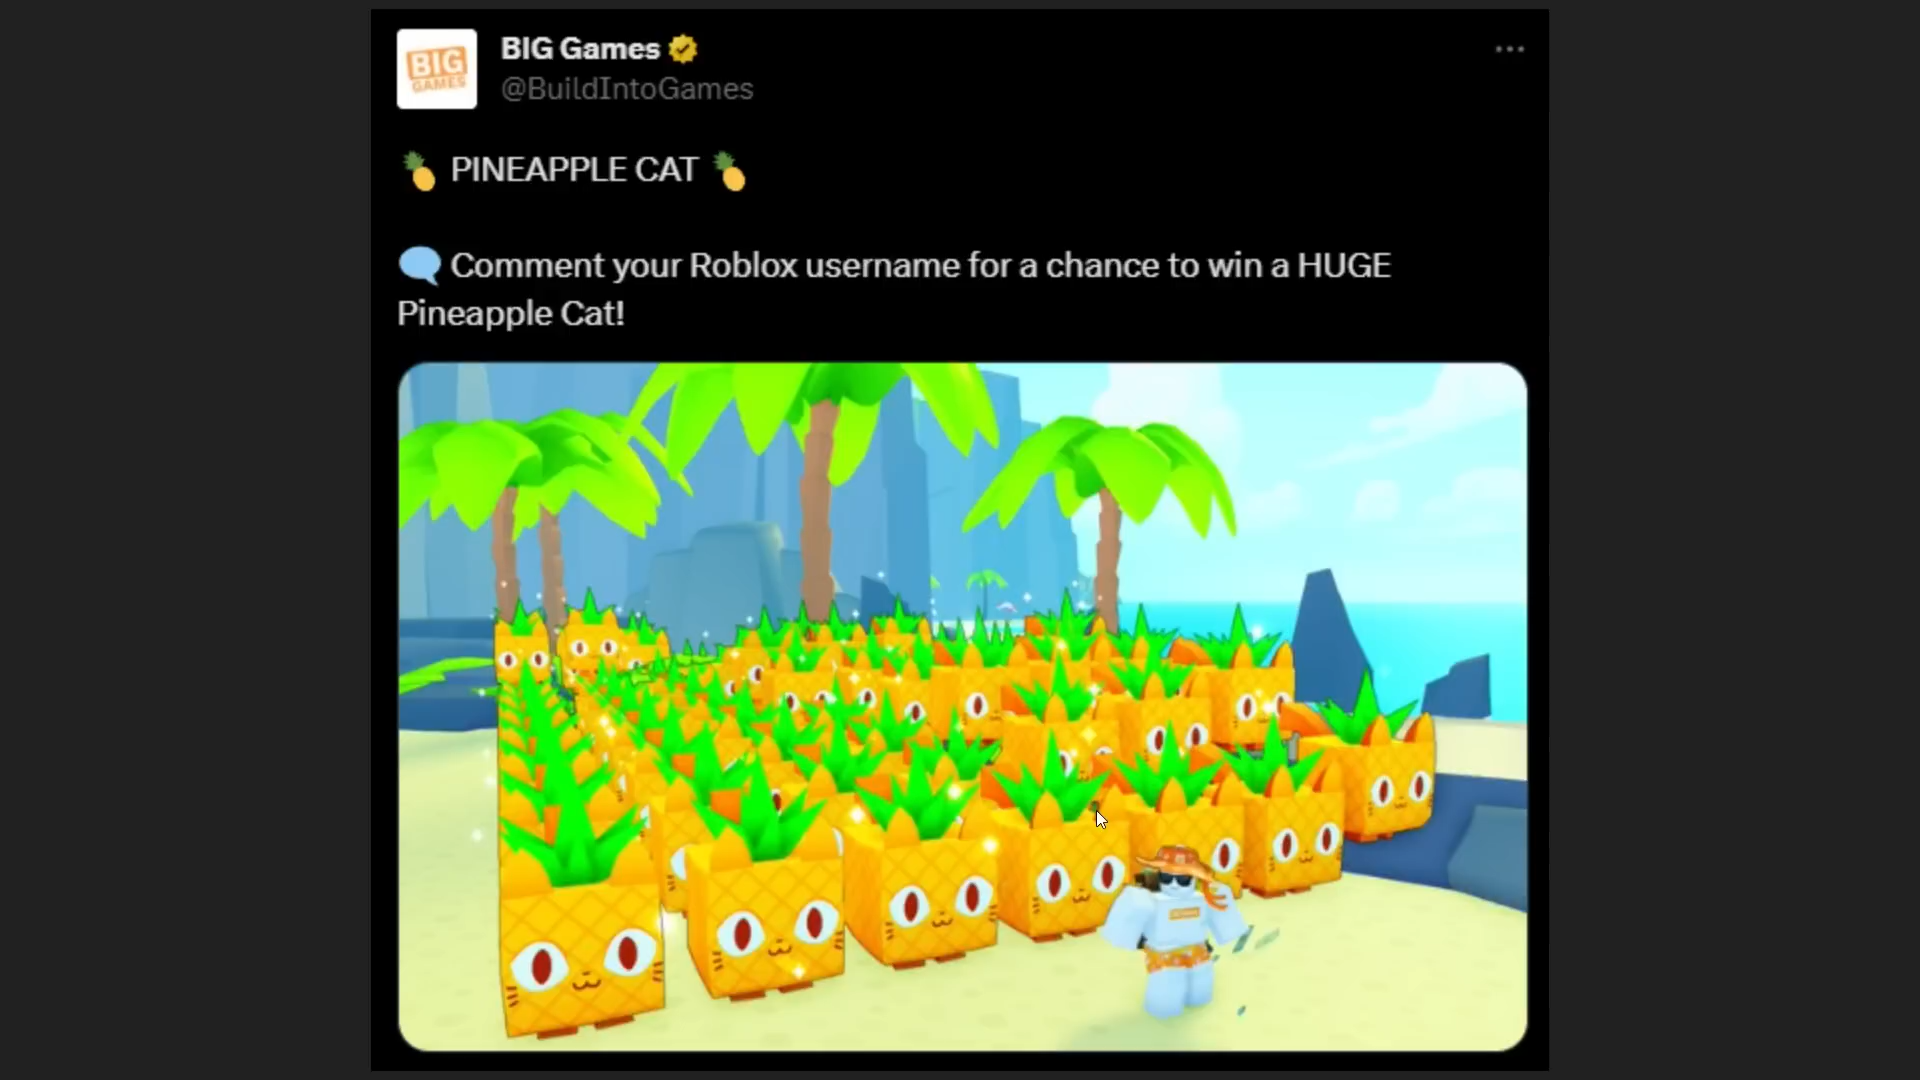 BIG
GAMES
BIG Games
@BuildIntoGames
🍍 PINEAPPLE CAT 🍍
🗨️ Comment your Roblox username for a chance to win a HUGE
Pineapple Cat!